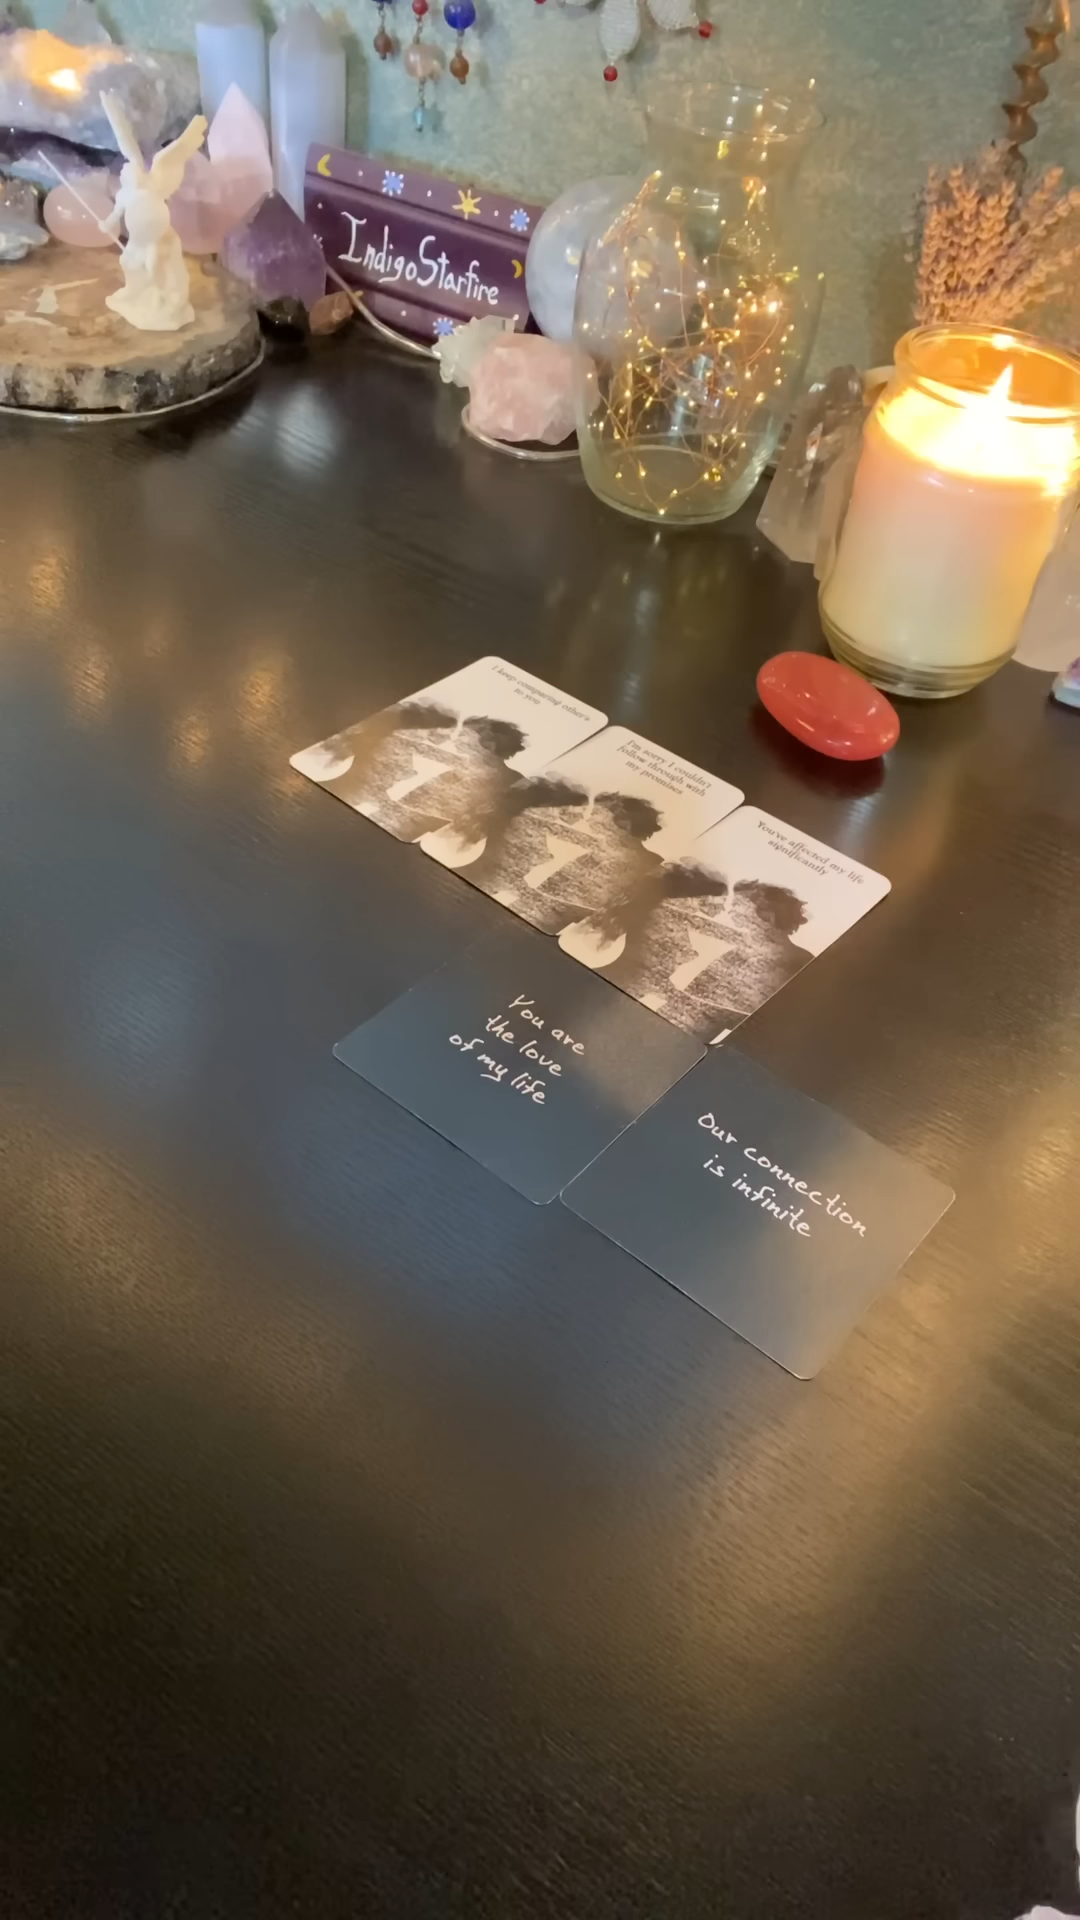 IndigoStarfire
I keep comparing other's
to you
I'm sorry I couldn't
follow through with
my promises
You've affected my life
significantly
You are
the love
of my life
Our connection
is infinite